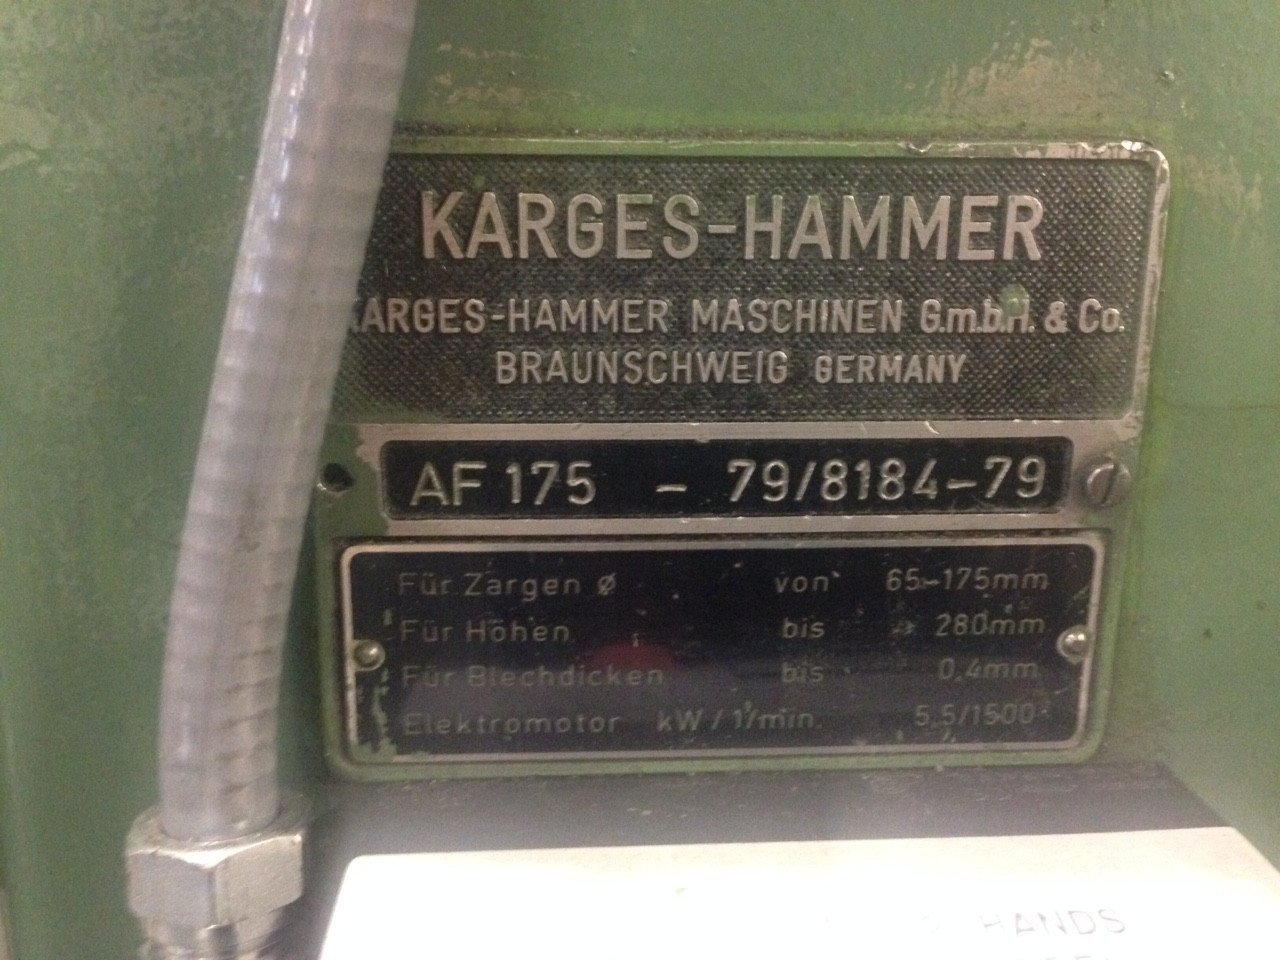 KARGES-HAMMER
KARGES-HAMMER MASCHINEN G.m.b.H. & Co.
BRAUNSCHWEIG GERMANY
AF 175 - 79/8184-79
Für Zargen ø von 65-175mm
Für Höhen bis 280mm
Für Blechdicken bis 0,4mm
Elektromotor kW / 1/min. 5,5/1500
HANDS